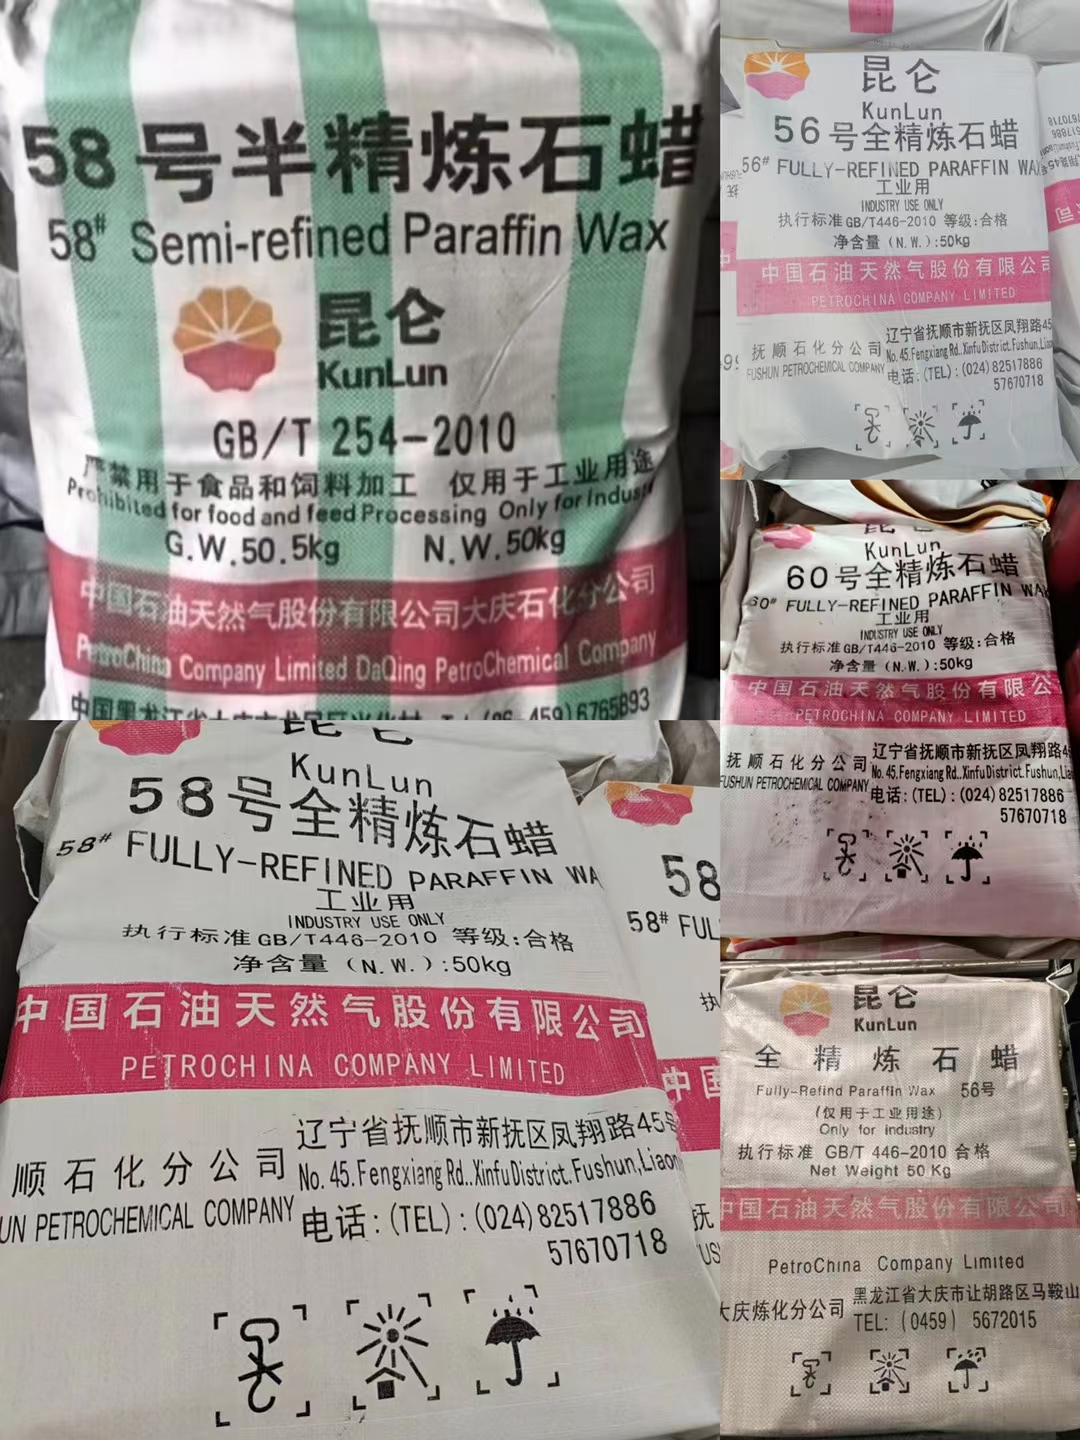 58号半精炼石蜡
58# Semi-refined Paraffin Wax
昆仑
KunLun
GB/T 254-2010
严禁用于食品和饲料加工 仅用于工业用途
Prohibited for food and feed Processing Only for Indust
G.W.50.5kg N.W.50kg
中国石油天然气股份有限公司大庆石化分公司
PetroChina Company Limited DaQing PetroChemical Company
459)6765893
昆仑
KunLun
56号全精炼石蜡
56# FULLY-REFINED PARAFFIN WA
工业用
INDUSTRY USE ONLY
执行标准GB/T446-2010 等级:合格
净含量(N.W.):50kg
中国石油天然气股份有限公司
PETROCHINA COMPANY LIMITED
抚顺石化分公司
FUSHUN PETROCHEMICAL COMPANY
辽宁省抚顺市新抚区凤翔路45
No.45.Fengxiang Rd..Xinfu District.Fushun,Liao
电话:(TEL):(024)82517886
57670718
昆仑
KunLun
60号全精炼石蜡
60# FULLY-REFINED PARAFFIN WA
工业用
INDUSTRY USE ONLY
执行标准GB/T446-2010 等级:合格
净含量(N.W.):50kg
中国石油天然气股份有限公
PETROCHINA COMPANY LIMITED
抚顺石化分公司
FUSHUN PETROCHEMICAL COMPANY
辽宁省抚顺市新抚区凤翔路4
No.45.Fengxiang Rd..Xinfu District.Fushun,Lia
电话:(TEL):(024)82517886
57670718
昆仑
KunLun
58号全精炼石蜡
58# FULLY-REFINED PARAFFIN WA
工业用
INDUSTRY USE ONLY
执行标准GB/T446-2010 等级:合格
净含量(N.W.):50kg
中国石油天然气股份有限公司
PETROCHINA COMPANY LIMITED
顺石化分公司
UN PETROCHEMICAL COMPANY
辽宁省抚顺市新抚区凤翔路45号
No.45.Fengxiang Rd..Xinfu District.Fushun,Liaon
电话:(TEL):(024)82517886
57670718
58
58# FUL
执
中国
抚
昆仑
KunLun
全精炼石蜡
Fully-Refind Paraffin Wax 56号
(仅用于工业用途)
Only for industry
执行标准 GB/T 446-2010 合格
Net Weight 50 Kg
中国石油天然气股份有限公司
PetroChina Company Limited
大庆炼化分公司
黑龙江省大庆市让胡路区马鞍山
TEL: (0459) 5672015